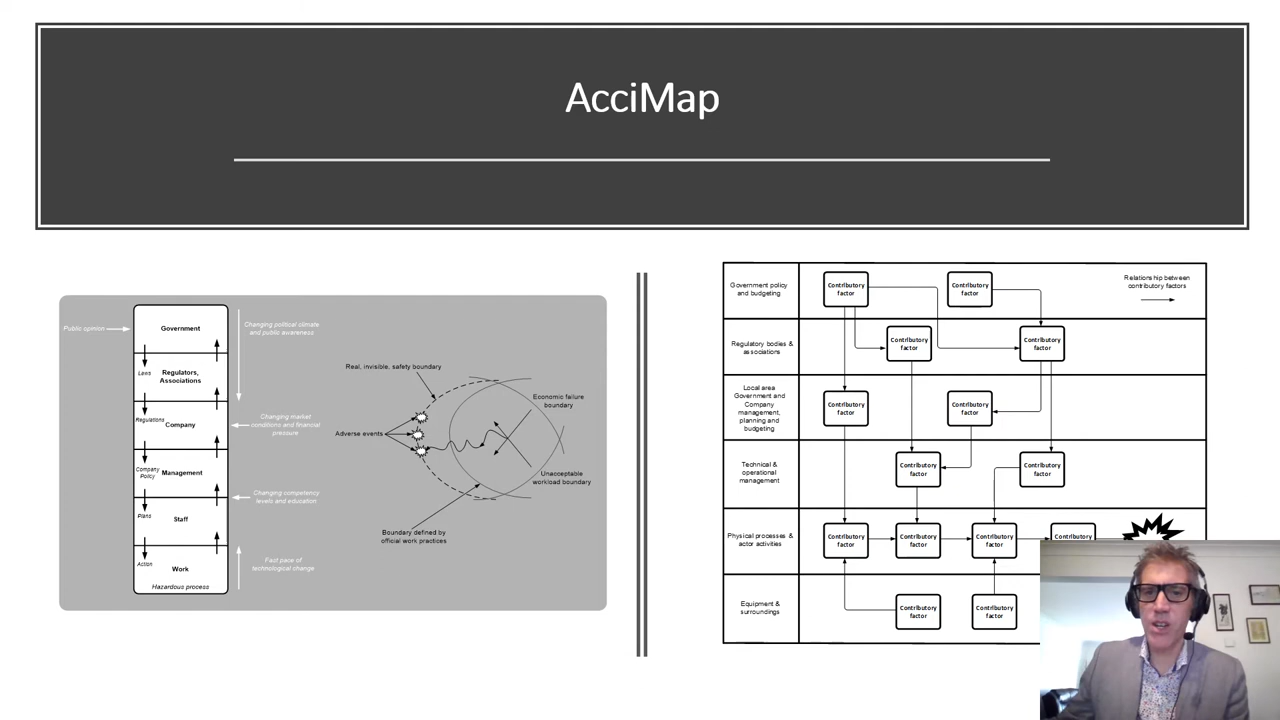 AcciMap
Public opinion
Government
Laws
Regulators,
Associations
Regulations
Company
Company
Policy
Management
Plans
Staff
Action
Work
Hazardous process
Changing political climate
and public awareness
Changing market
conditions and financial
pressure
Changing competency
levels and education
Fast pace of
technological change
Real, invisible, safety boundary
Economic failure
boundary
Adverse events
Unacceptable
workload boundary
Boundary defined by
official work practices
Government policy
and budgeting
Contributory
factor
Contributory
factor
Relationship between
contributory factors
Regulatory bodies &
associations
Contributory
factor
Contributory
factor
Local area
Government and
Company
management,
planning and
budgeting
Contributory
factor
Contributory
factor
Technical &
operational
management
Contributory
factor
Contributory
factor
Physical processes &
actor activities
Contributory
factor
Contributory
factor
Contributory
factor
Contributory
Equipment &
surroundings
Contributory
factor
Contributory
factor